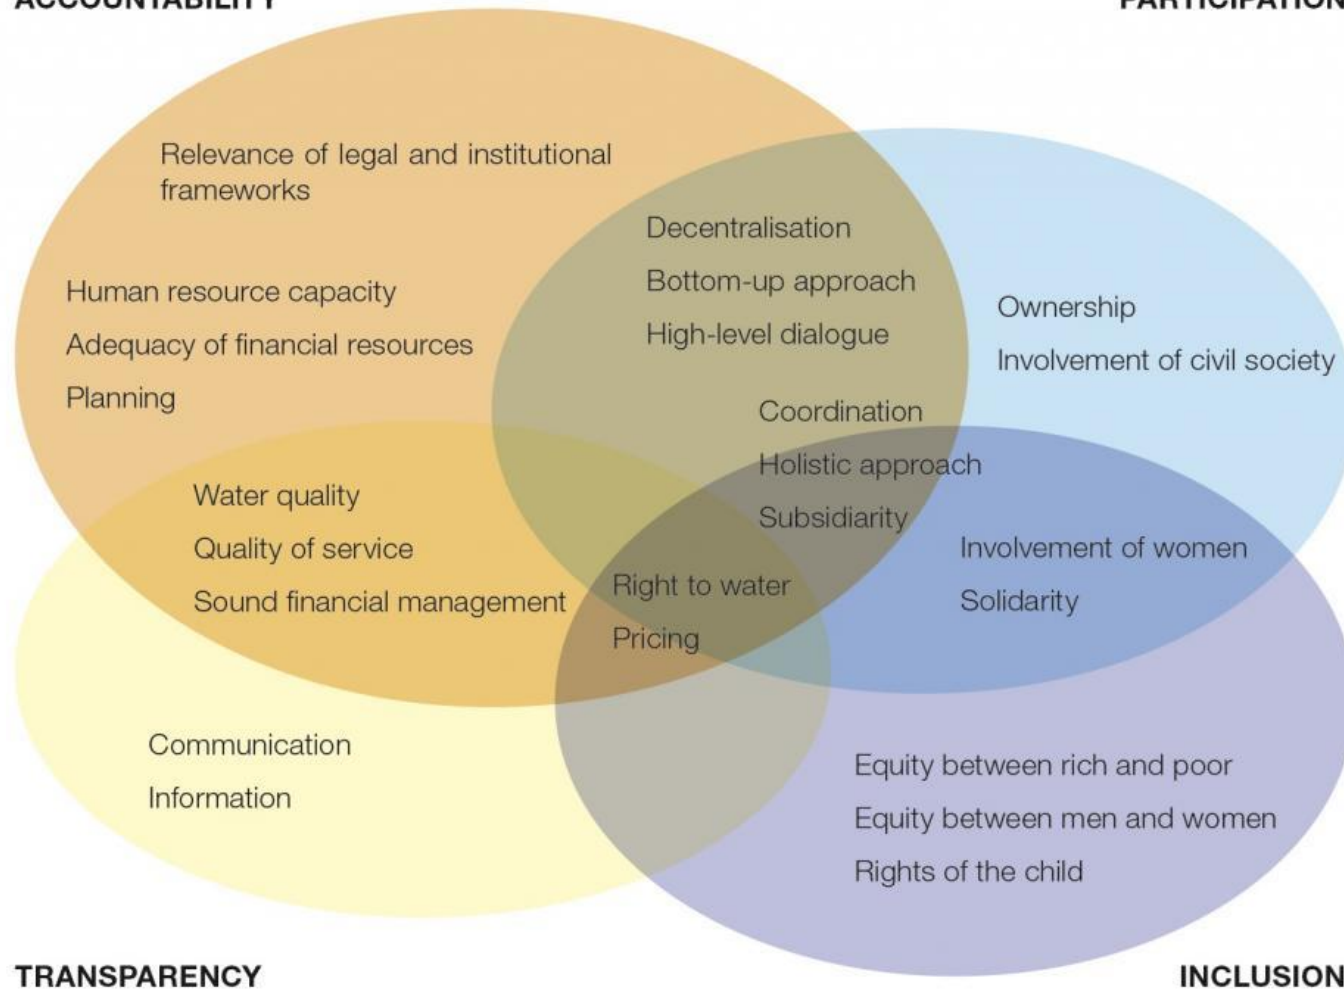 ACCOUNTABILITY
PARTICIPATION
Relevance of legal and institutional
frameworks
Human resource capacity
Adequacy of financial resources
Planning
Decentralisation
Bottom-up approach
High-level dialogue
Ownership
Involvement of civil society
Coordination
Holistic approach
Subsidiarity
Water quality
Quality of service
Sound financial management
Right to water
Pricing
Involvement of women
Solidarity
Communication
Information
Equity between rich and poor
Equity between men and women
Rights of the child
TRANSPARENCY
INCLUSION